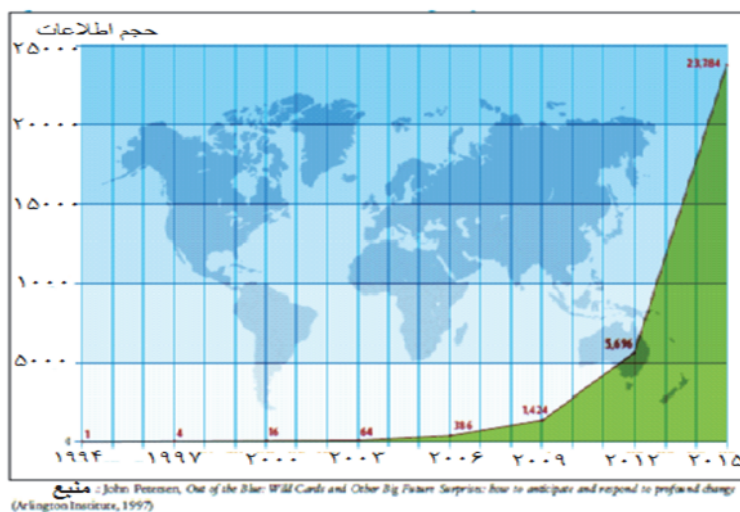 حجم اطلاعات
۲۵۰۰۰
23,784
۲۰۰۰۰
۱۵۰۰۰
۱۰۰۰
5,696
۵۰۰۰
1 4 16 64 386 1,424
۱۹۹۴ ۱۹۹۷ ۲۰۰۰ ۲۰۰۳ ۲۰۰۶ ۲۰۰۹ ۲۰۱۲ ۲۰۱۵
منبع : John Petersen, Out of the Blue: Wild Cards and Other Big Future Surprises: how to anticipate and respond to profound change
(Arlington Institute, 1997)